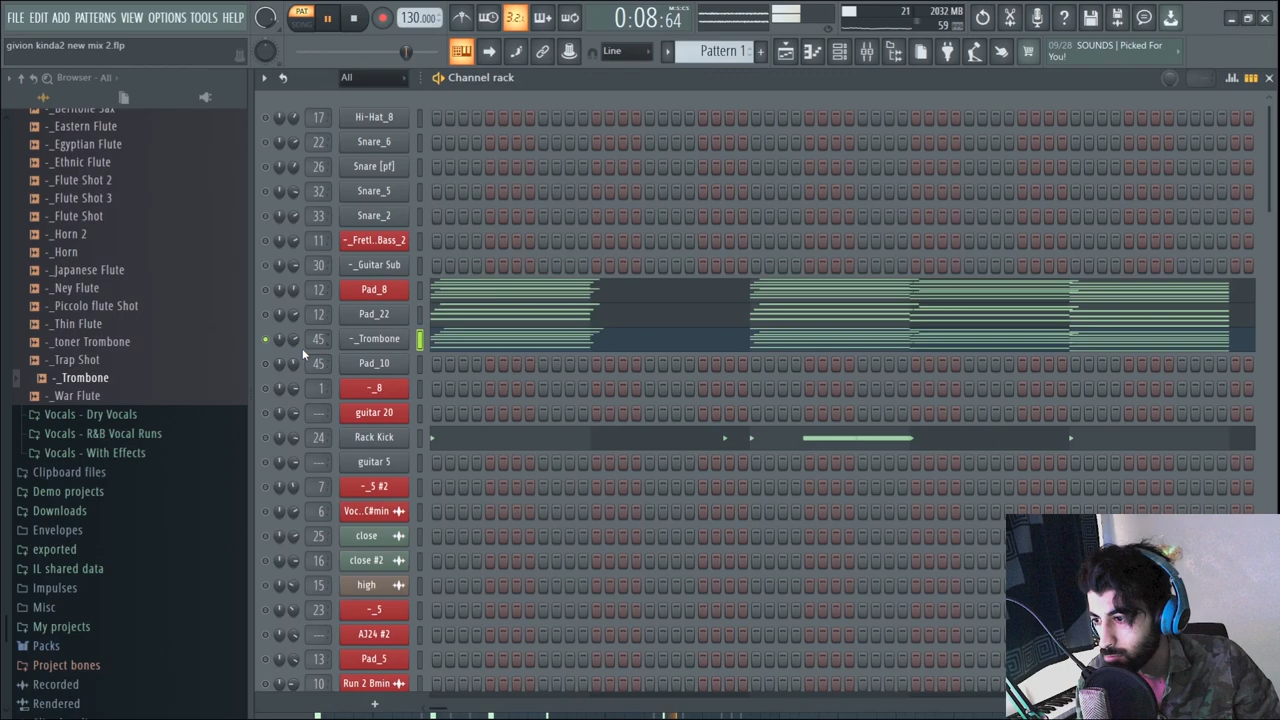 FILE EDIT ADD PATTERNS VIEW OPTIONS TOOLS HELP
PAT
SONG
130.000
3.2.
0:08:64
M:S:CS
21
2032 MB
59
givion kinda2 new mix 2.flp
Line
Pattern 1
09/28 SOUNDS | Picked For
You!
Browser - All
All
Channel rack
-_Eastern Flute
-_Egyptian Flute
-_Ethnic Flute
-_Flute Shot 2
-_Flute Shot 3
-_Flute Shot
-_Horn 2
-_Horn
-_Japanese Flute
-_Ney Flute
-_Piccolo flute Shot
-_Thin Flute
-_toner Trombone
-_Trap Shot
-_Trombone
-_War Flute
Vocals - Dry Vocals
Vocals - R&B Vocal Runs
Vocals - With Effects
Clipboard files
Demo projects
Downloads
Envelopes
exported
IL shared data
Impulses
Misc
My projects
Packs
Project bones
Recorded
Rendered
17 Hi-Hat_8
22 Snare_6
26 Snare [pf]
32 Snare_5
33 Snare_2
11 -_Fretl..Bass_2
30 -_Guitar Sub
12 Pad_8
12 Pad_22
45 -_Trombone
45 Pad_10
1 -_8
--- guitar 20
24 Rack Kick
--- guitar 5
7 -_5 #2
6 Voc..C#min
25 close
16 close #2
15 high
23 -_5
--- AJ24 #2
13 Pad_5
10 Run 2 Bmin
+